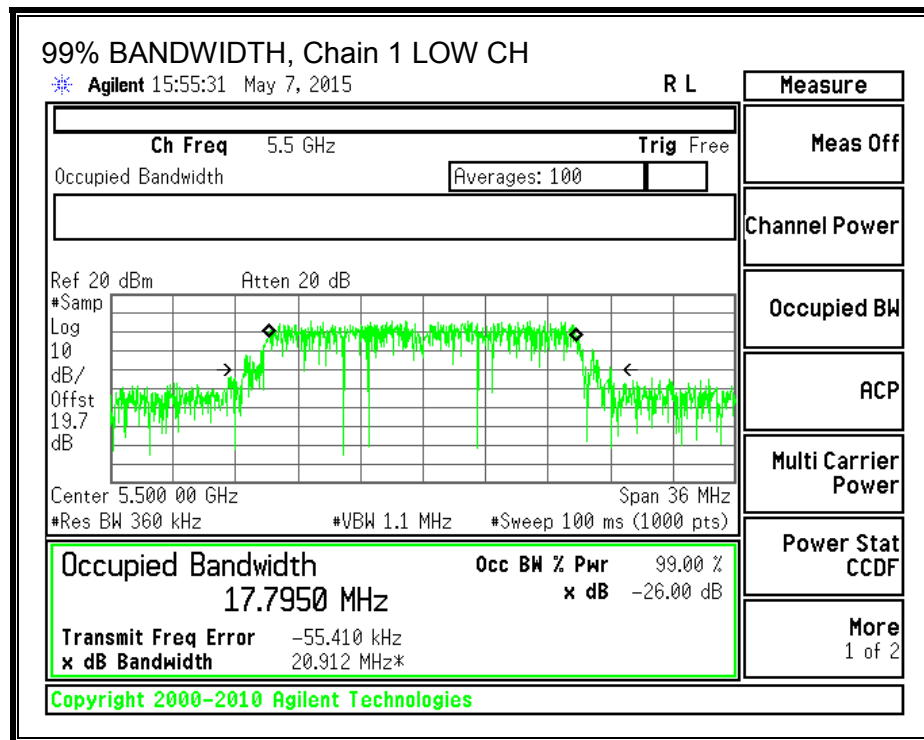 99% BANDWIDTH, Chain 1 LOW CH
Agilent 15:55:31 May 7, 2015 R L
Measure
Ch Freq 5.5 GHz Trig Free
Meas Off
Occupied Bandwidth Averages: 100
Channel Power
Ref 20 dBm Atten 20 dB
#Samp
Log
10
dB/
Offst
19.7
dB
Occupied BW
ACP
Center 5.500 00 GHz Span 36 MHz
#Res BW 360 kHz #VBW 1.1 MHz #Sweep 100 ms (1000 pts)
Multi Carrier
Power
Occupied Bandwidth Occ BW % Pwr 99.00 %
17.7950 MHz x dB -26.00 dB
Transmit Freq Error -55.410 kHz
x dB Bandwidth 20.912 MHz*
Power Stat
CCDF
More
1 of 2
Copyright 2000-2010 Agilent Technologies